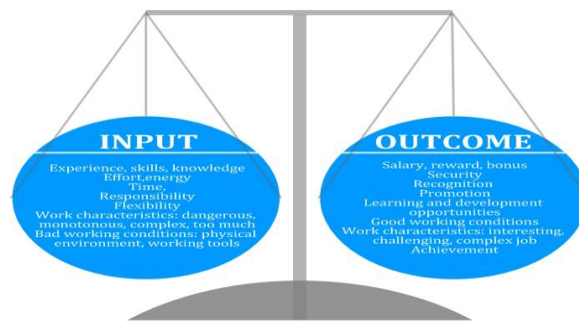 INPUT
Experience, skills, knowledge
Effort,energy
Time,
Responsibility
Flexibility
Work characteristics: dangerous,
monotonous, complex, too much
Bad working conditions: physical
environment, working tools
OUTCOME
Salary, reward, bonus
Security
Recognition
Promotion
Learning and development
opportunities
Good working conditions
Work characteristics: interesting,
challenging, complex job
Achievement